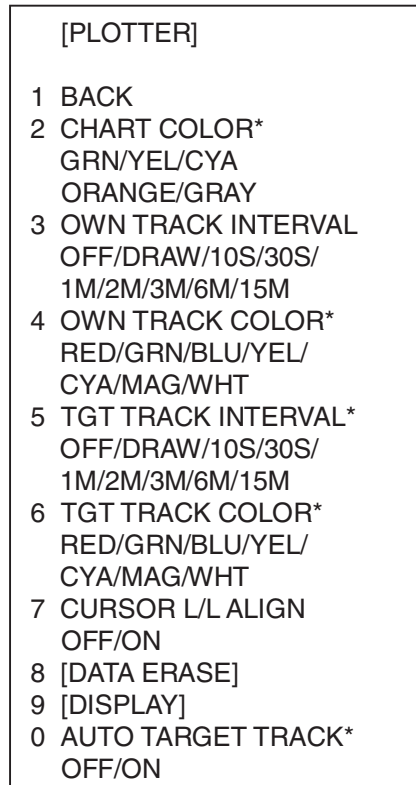 [PLOTTER]
1 BACK
2 CHART COLOR*
GRN/YEL/CYA
ORANGE/GRAY
3 OWN TRACK INTERVAL
OFF/DRAW/10S/30S/
1M/2M/3M/6M/15M
4 OWN TRACK COLOR*
RED/GRN/BLU/YEL/
CYA/MAG/WHT
5 TGT TRACK INTERVAL*
OFF/DRAW/10S/30S/
1M/2M/3M/6M/15M
6 TGT TRACK COLOR*
RED/GRN/BLU/YEL/
CYA/MAG/WHT
7 CURSOR L/L ALIGN
OFF/ON
8 [DATA ERASE]
9 [DISPLAY]
0 AUTO TARGET TRACK*
OFF/ON